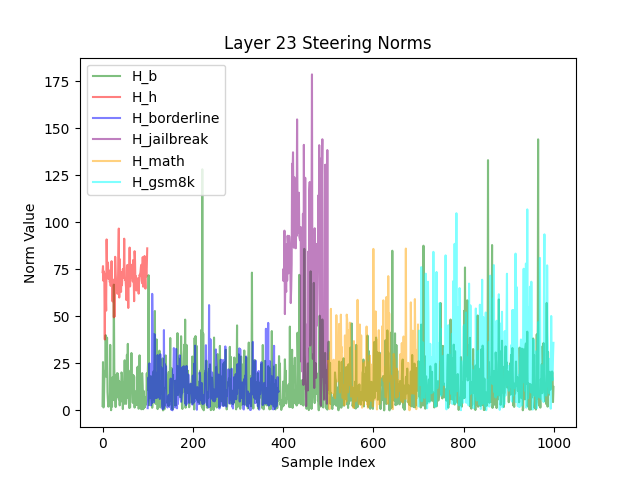 Layer 23 Steering Norms
H_b
H_h
H_borderline
H_jailbreak
H_math
H_gsm8k
Norm Value
175
150
125
100
75
50
25
0
0 200 400 600 800 1000
Sample Index